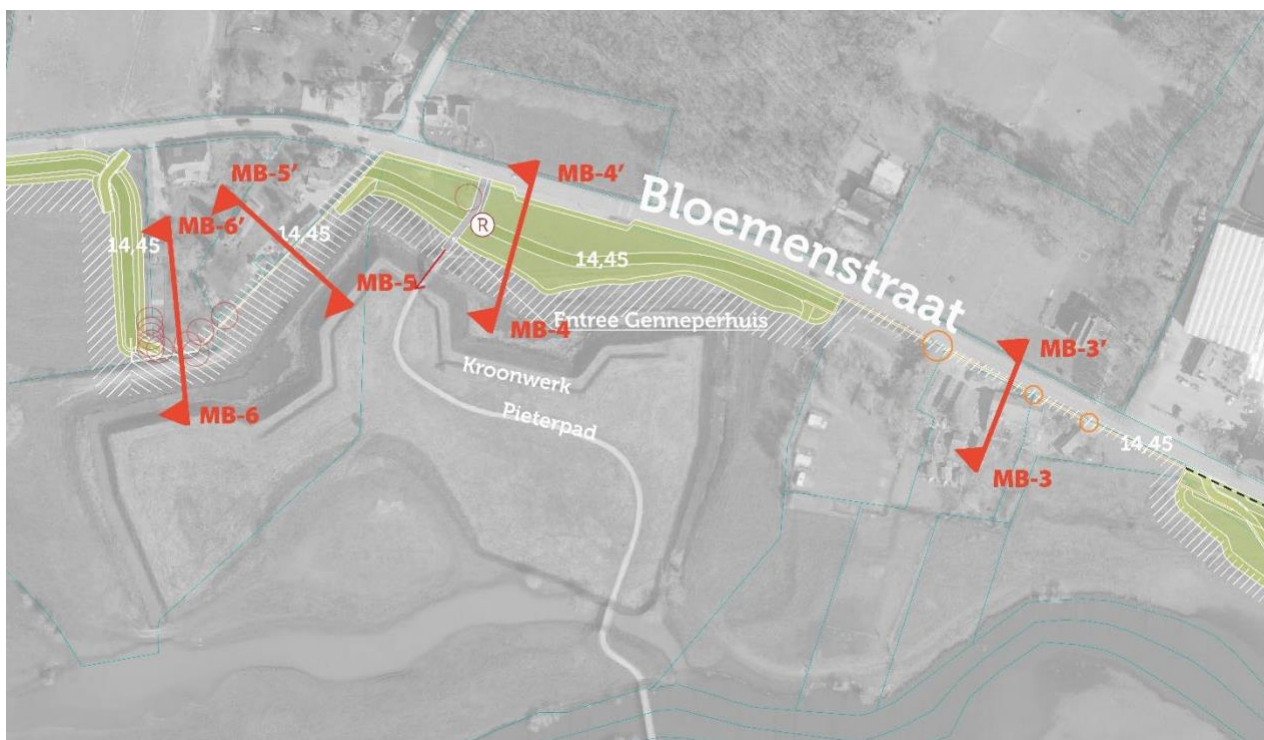 MB-4'
MB-5'
Bloemenstraat
MB-6'
R
14,45
14,45
14,45
MB-5
MB-4
Entree Genneperhuis
MB-3'
Kroonwerk
Pieterpad
MB-6
14,45
MB-3